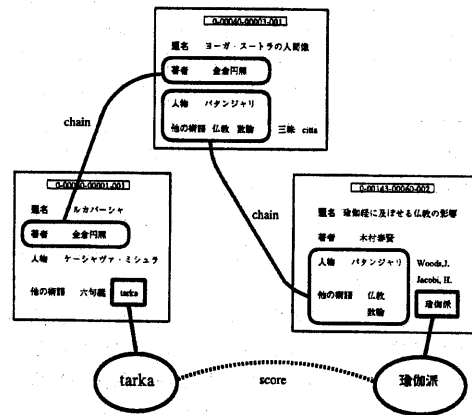 0-00040-00003-001
題名 ヨーガ・スートラの人間像
著者 金倉円照
人物 パタンジャリ
他の術語 仏教 数論 三昧 citta
chain
chain
0-00040-00001-001
題名 タルカバーシャ
著者 金倉円照
人物 ケーシャヴァ・ミシュラ
他の術語 六句義 tarka
0-00143-00060-002
題名 瑜伽経に及ぼせる仏教の影響
著者 木村泰賢
人物 パタンジャリ Woods,J.
Jacobi, H.
他の術語 仏教 瑜伽派
数論
tarka
score
瑜伽派